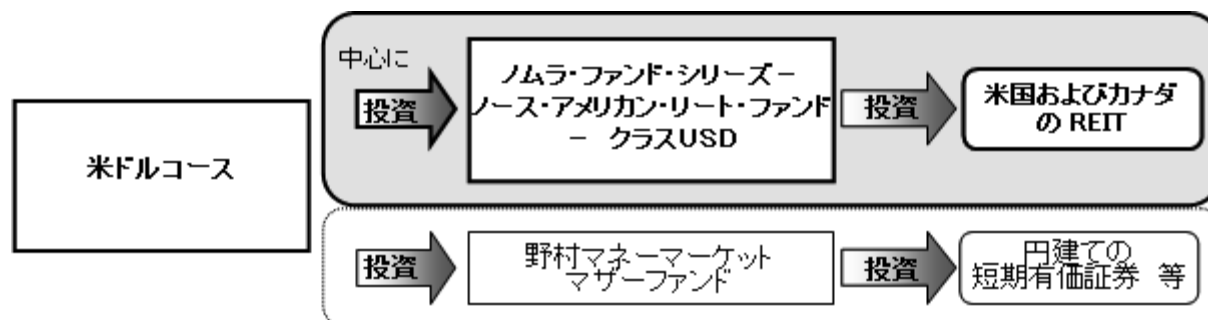 米ドルコース
中心に
投資
ノムラ・ファンド・シリーズ－
ノース・アメリカン・リート・ファンド
－ クラスUSD
投資
米国およびカナダ
の REIT
投資
野村マネーマーケット
マザーファンド
投資
円建ての
短期有価証券 等